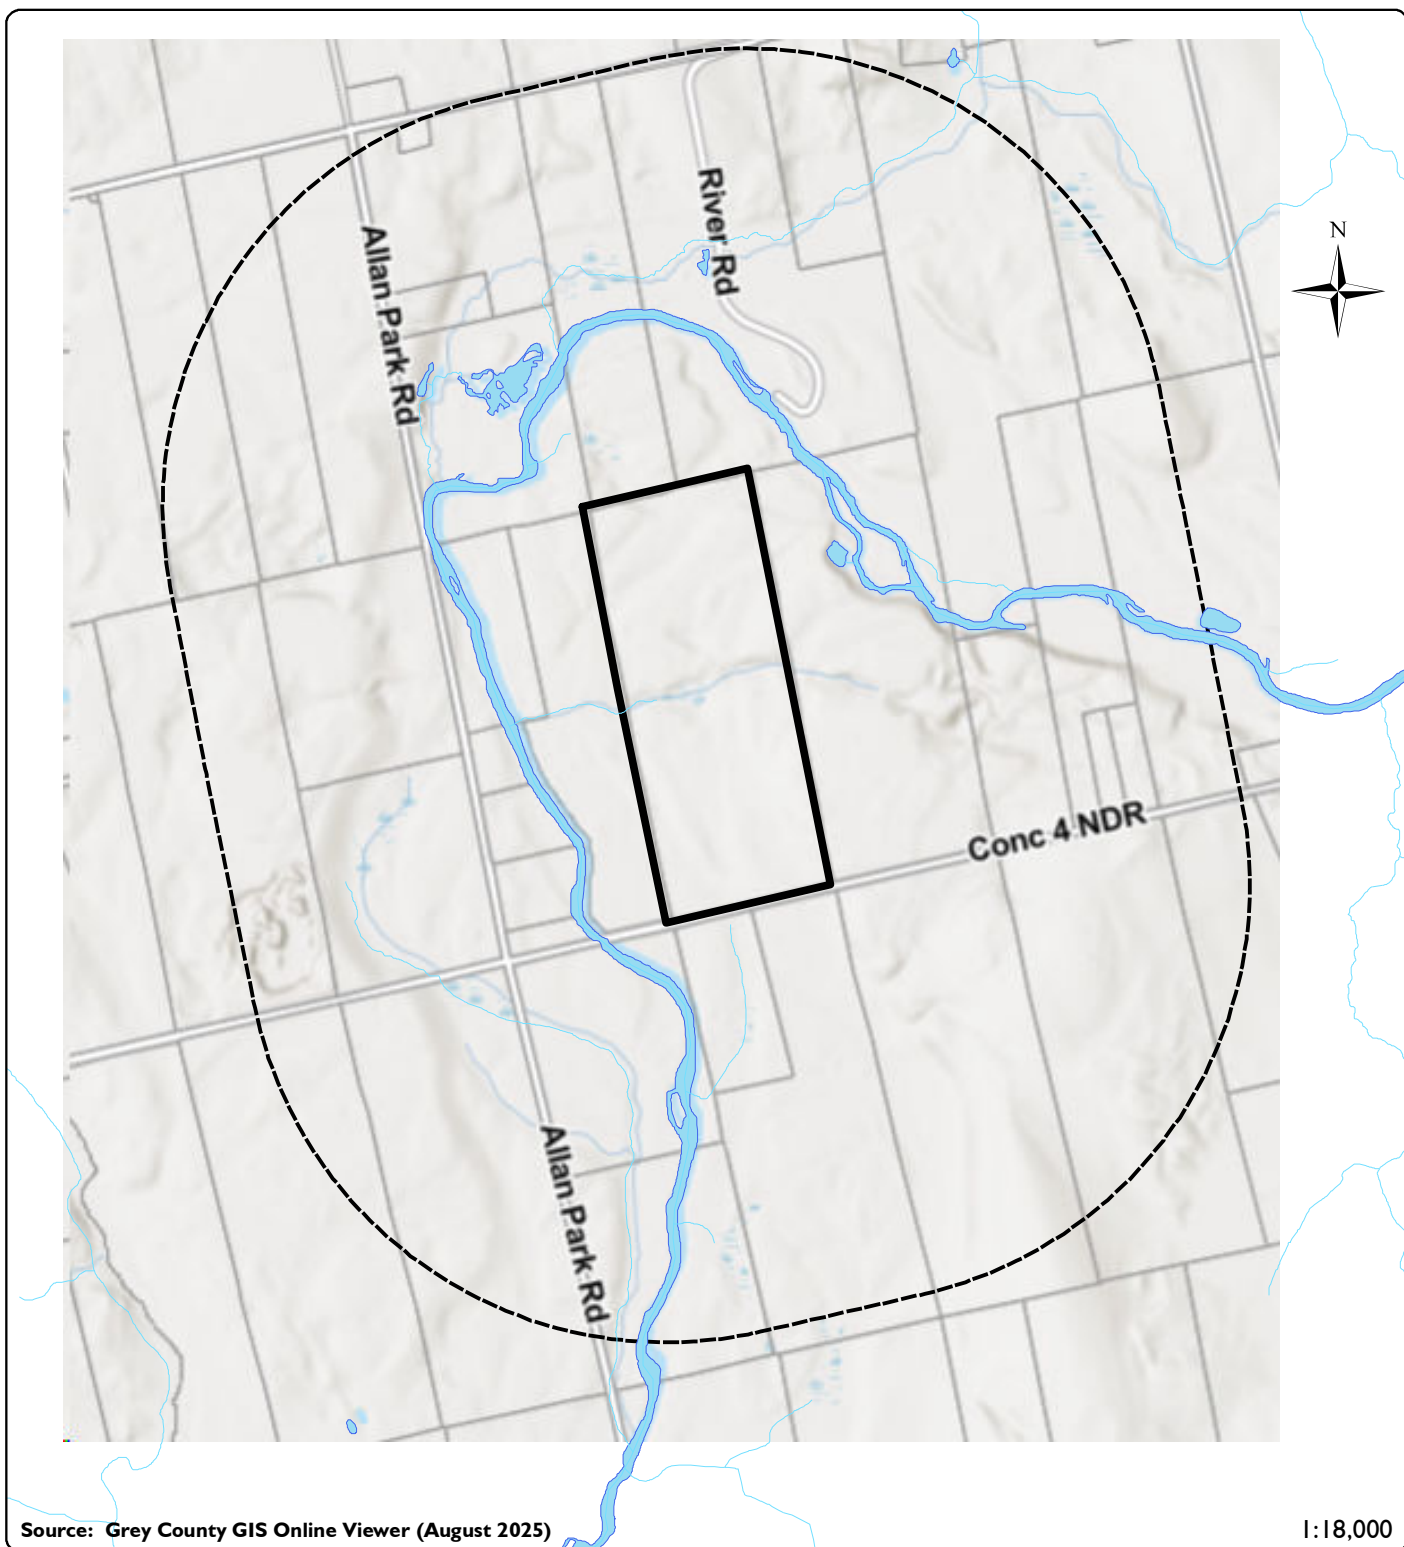 N
River Rd
Allan Park Rd
Conc 4 NDR
Allan Park Rd
Source: Grey County GIS Online Viewer (August 2025)
1:18,000